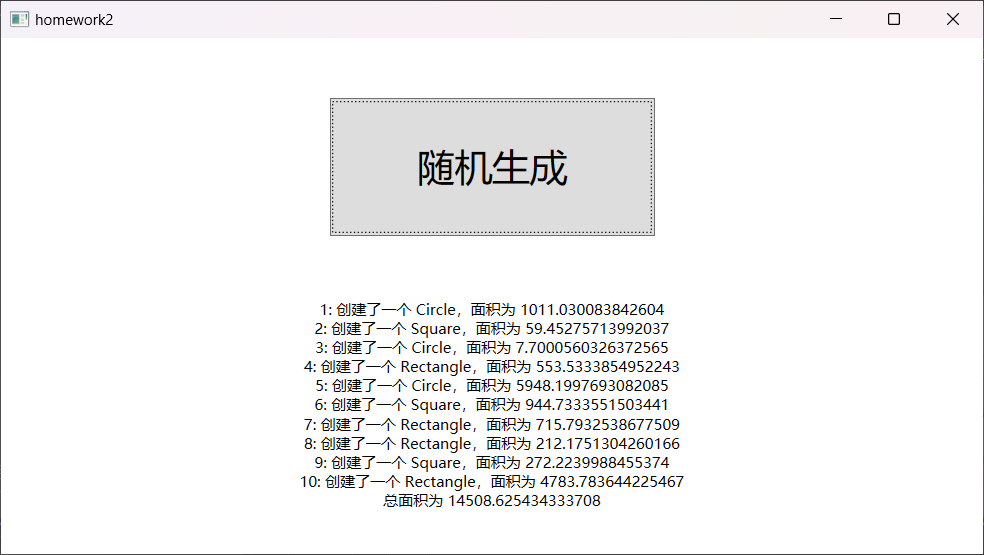 homework2
随机生成
1: 创建了一个 Circle，面积为 1011.030083842604
2: 创建了一个 Square，面积为 59.45275713992037
3: 创建了一个 Circle，面积为 7.7000560326372565
4: 创建了一个 Rectangle，面积为 553.5333854952243
5: 创建了一个 Circle，面积为 5948.1997693082085
6: 创建了一个 Square，面积为 944.7333551503441
7: 创建了一个 Rectangle，面积为 715.7932538677509
8: 创建了一个 Rectangle，面积为 212.1751304260166
9: 创建了一个 Square，面积为 272.2239988455374
10: 创建了一个 Rectangle，面积为 4783.783644225467
总面积为 14508.625434333708